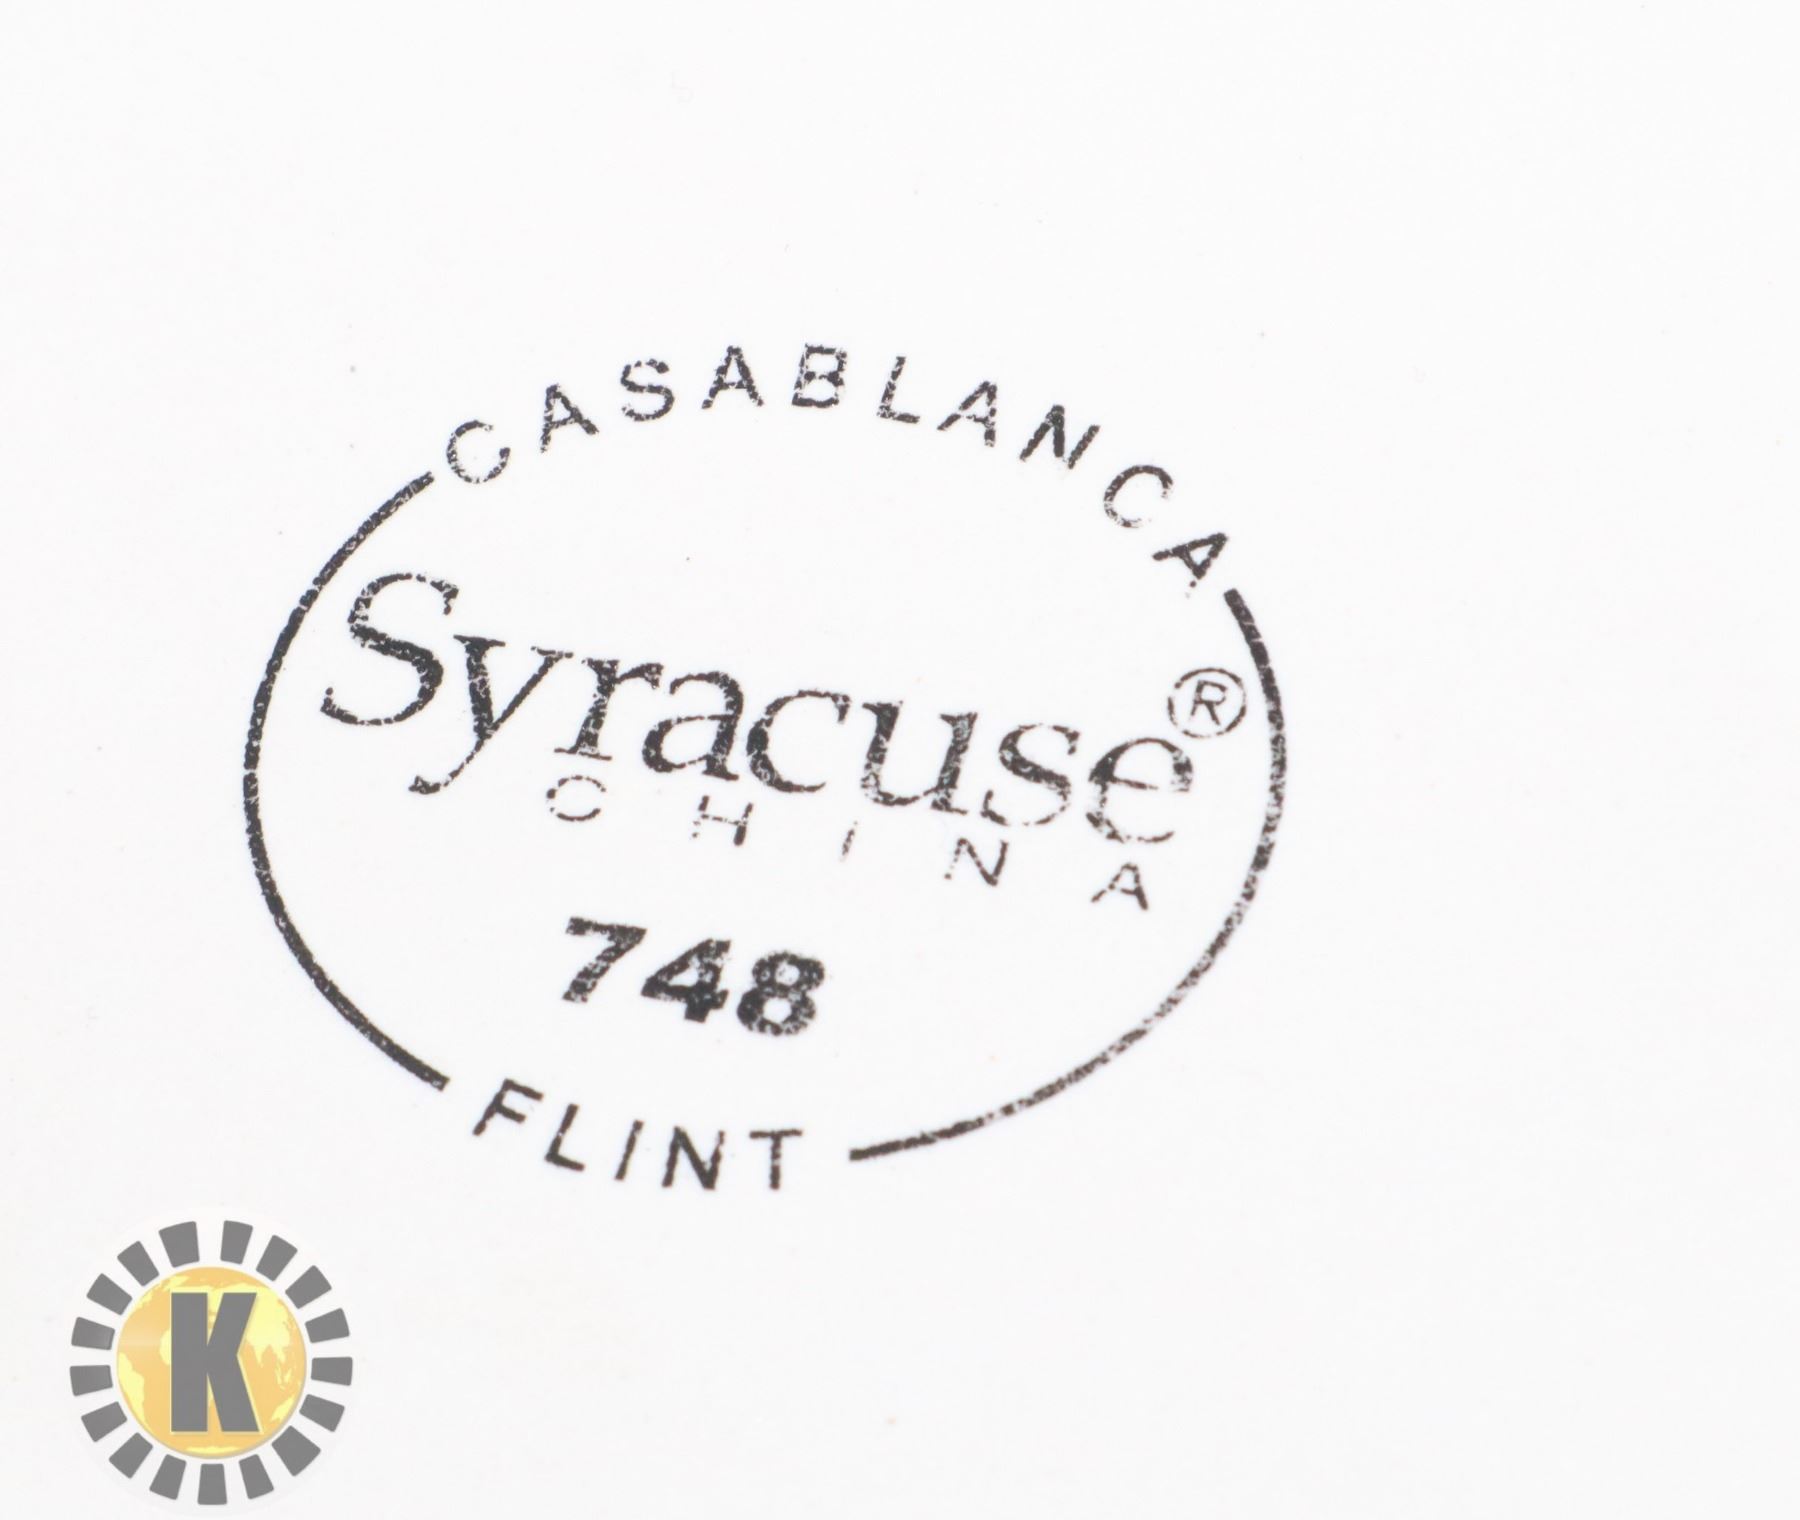 CASABLANCA
Syracuse®
CHINA
748
FLINT
K